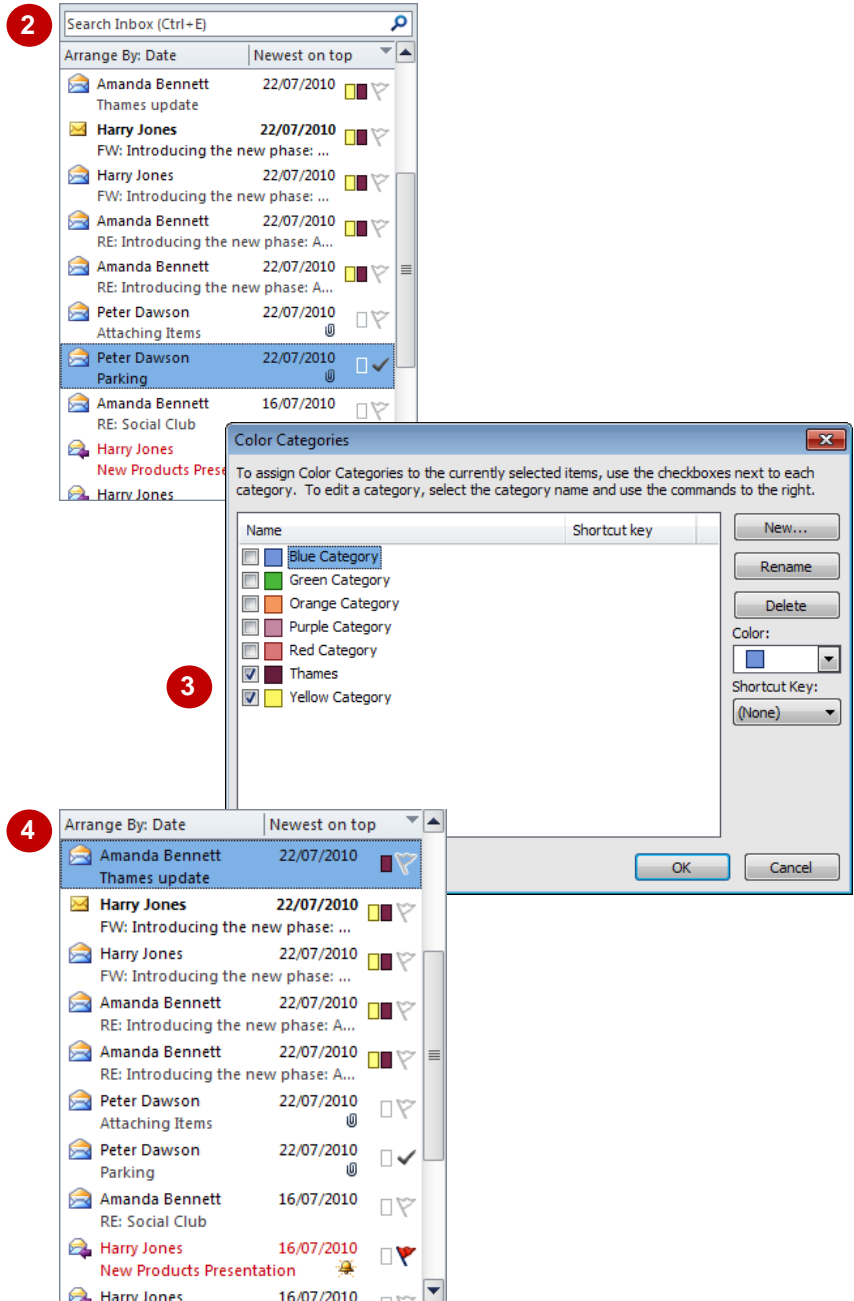 2
Search Inbox (Ctrl+E)
Arrange By: Date Newest on top
Amanda Bennett 22/07/2010
Thames update
Harry Jones 22/07/2010
FW: Introducing the new phase: ...
Harry Jones 22/07/2010
FW: Introducing the new phase: ...
Amanda Bennett 22/07/2010
RE: Introducing the new phase: A...
Amanda Bennett 22/07/2010
RE: Introducing the new phase: A...
Peter Dawson 22/07/2010
Attaching Items
Peter Dawson 22/07/2010
Parking
Amanda Bennett 16/07/2010
RE: Social Club
Harry Jones
New Products Prese
Harry Jones
Color Categories
To assign Color Categories to the currently selected items, use the checkboxes next to each
category. To edit a category, select the category name and use the commands to the right.
Name Shortcut key
New...
Blue Category
Rename
Green Category
Orange Category
Delete
Purple Category
Color:
Red Category
3
Thames
Shortcut Key:
Yellow Category
(None)
OK Cancel
4
Arrange By: Date Newest on top
Amanda Bennett 22/07/2010
Thames update
Harry Jones 22/07/2010
FW: Introducing the new phase: ...
Harry Jones 22/07/2010
FW: Introducing the new phase: ...
Amanda Bennett 22/07/2010
RE: Introducing the new phase: A...
Amanda Bennett 22/07/2010
RE: Introducing the new phase: A...
Peter Dawson 22/07/2010
Attaching Items
Peter Dawson 22/07/2010
Parking
Amanda Bennett 16/07/2010
RE: Social Club
Harry Jones 16/07/2010
New Products Presentation
Harry Jones 16/07/2010